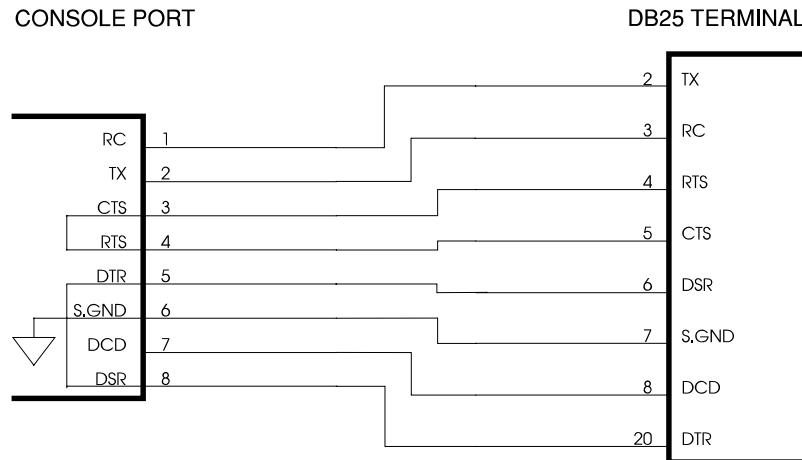 CONSOLE PORT
DB25 TERMINAL
RC 1
TX 2
CTS 3
RTS 4
DTR 5
S.GND 6
DCD 7
DSR 8
2 TX
3 RC
4 RTS
5 CTS
6 DSR
7 S.GND
8 DCD
20 DTR